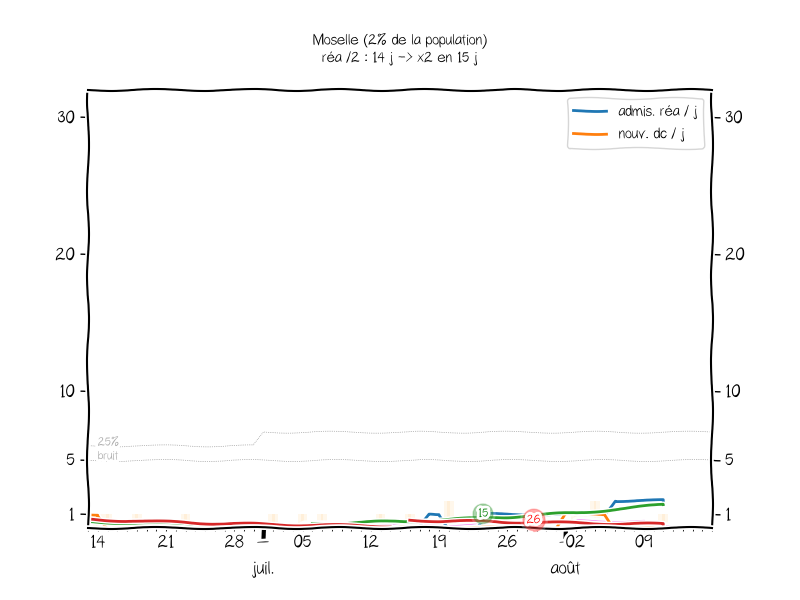 Moselle (2% de la population)
réa /2 : 14 j -> x2 en 15 j
admis. réa / j
nouv. dc / j
30
30
20
20
10
10
25%
bruit
5
5
1
1
15
26
14 21 28 05 12 19 26 02 09
juil. août